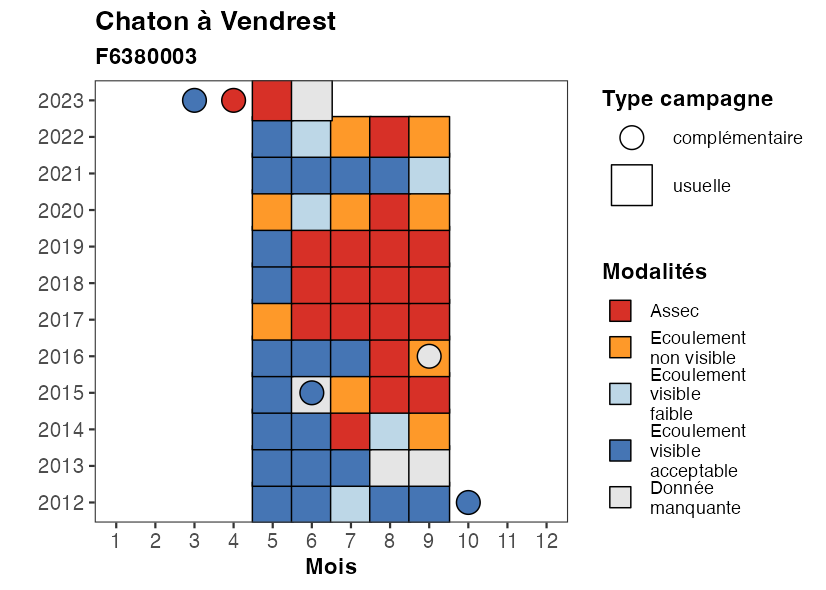 Chaton à Vendrest
F6380003
2023
2022
2021
2020
2019
2018
2017
2016
2015
2014
2013
2012
1 2 3 4 5 6 7 8 9 10 11 12
Mois
Type campagne
complémentaire
usuelle
Modalités
Assec
Ecoulement
non visible
Ecoulement
visible
faible
Ecoulement
visible
acceptable
Donnée
manquante